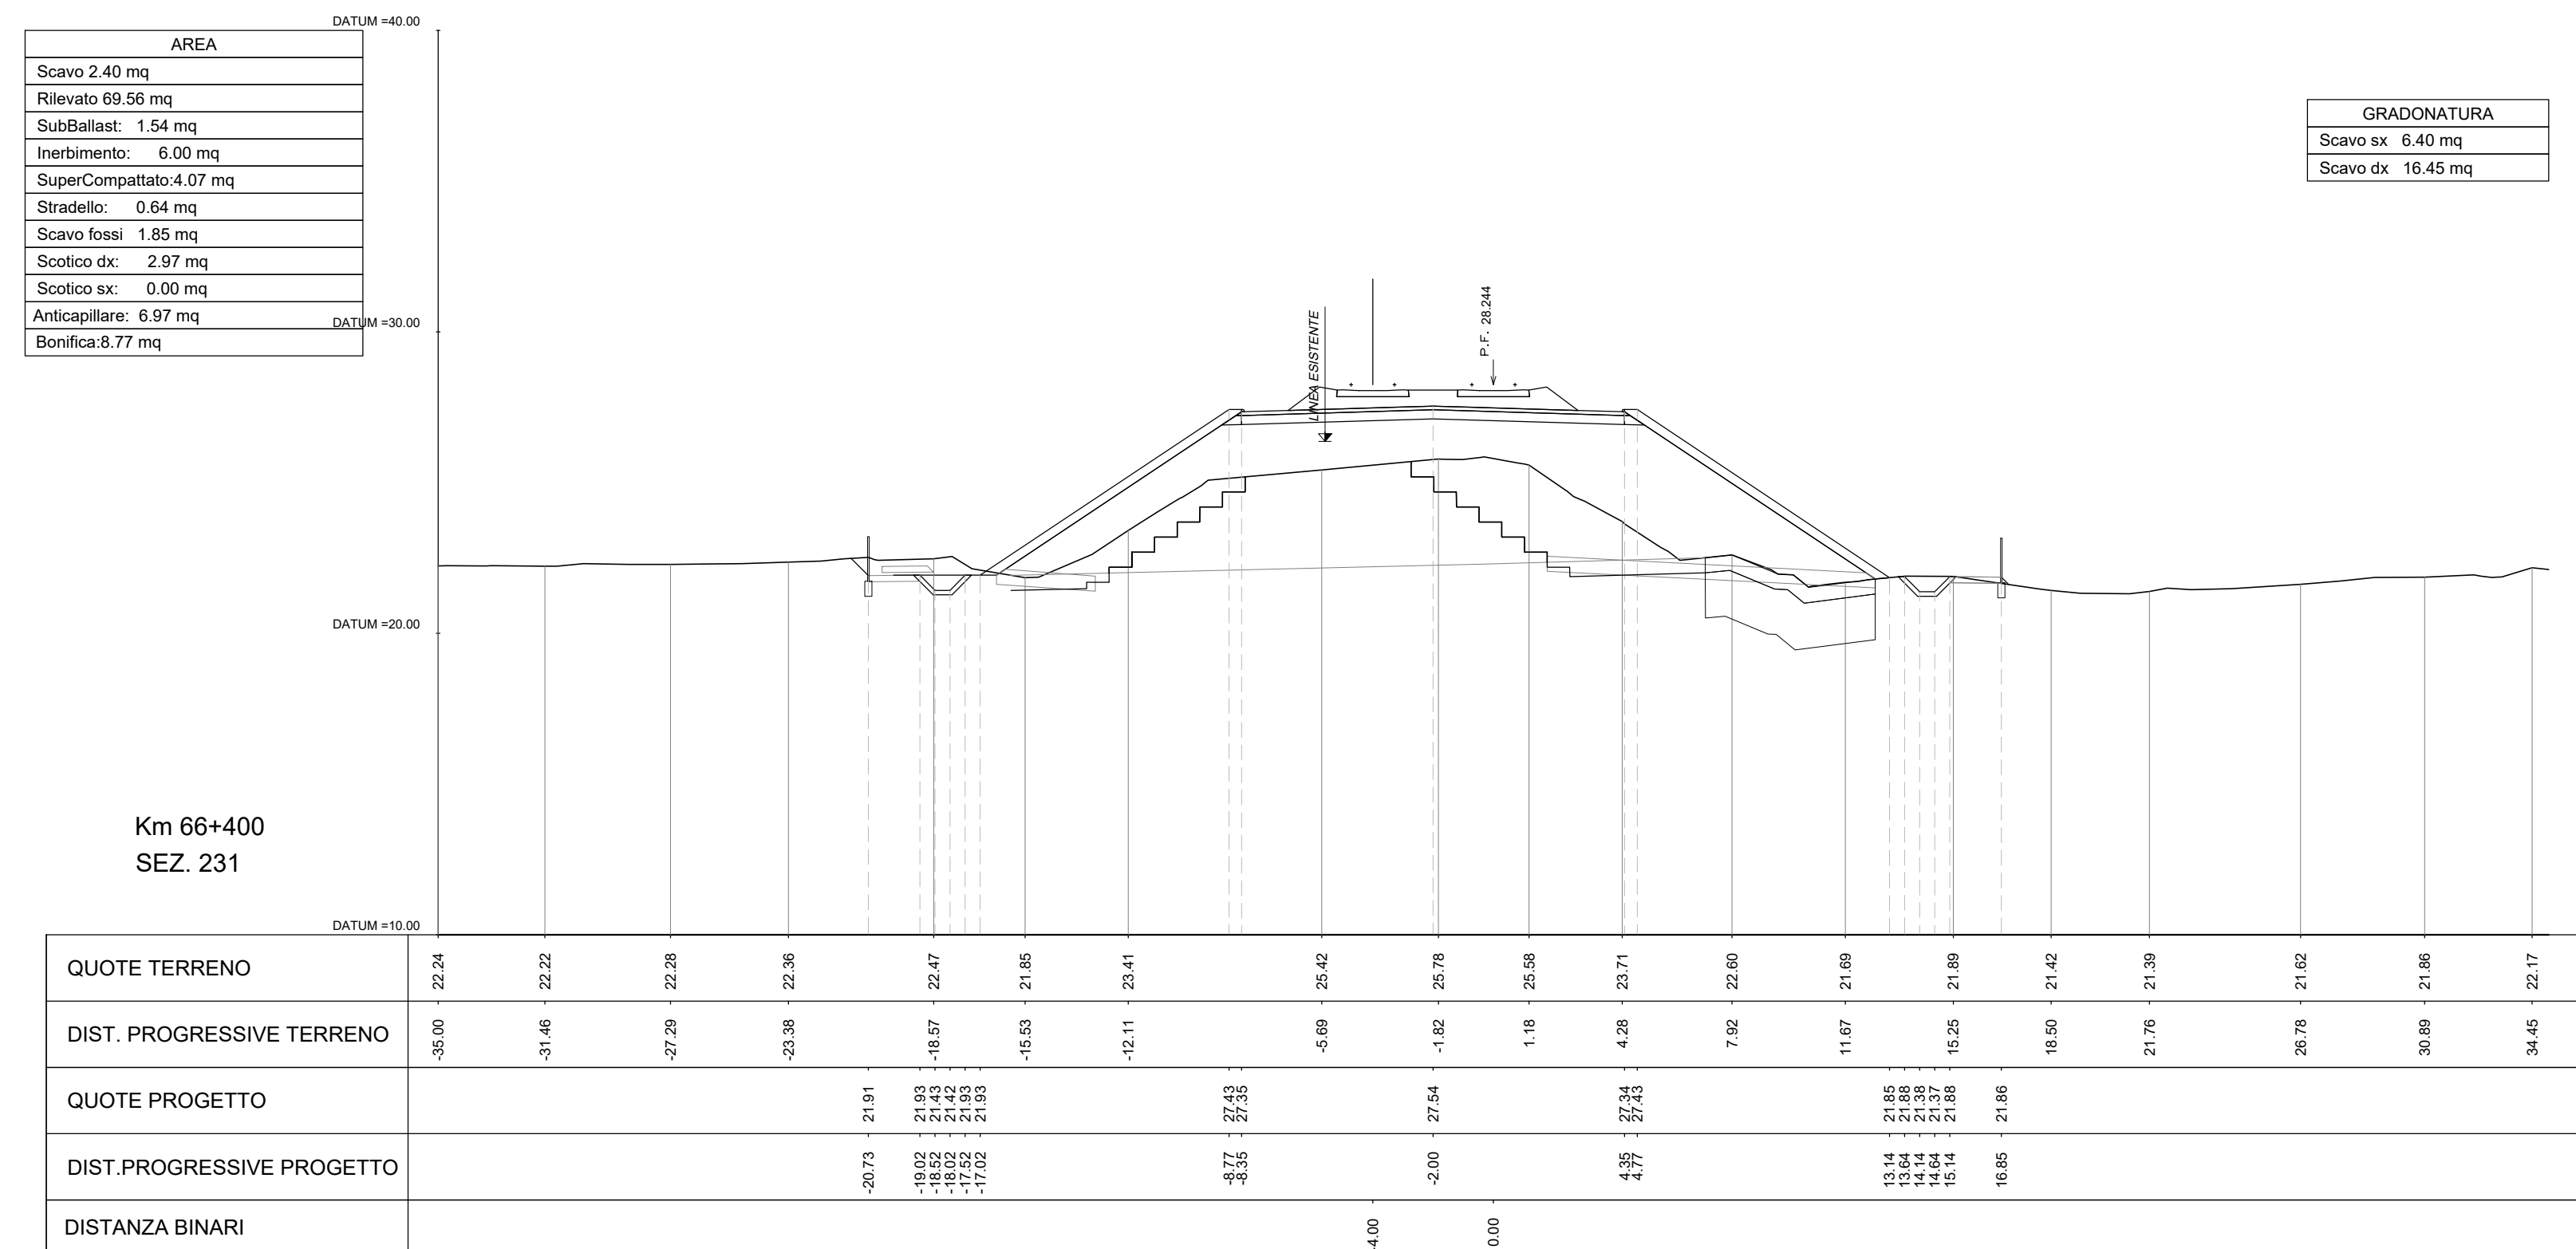 DATUM =40.00
AREA
Scavo 2.40 mq
Rilevato 69.56 mq
SubBallast: 1.54 mq
Inerbimento: 6.00 mq
SuperCompattato:4.07 mq
Stradello: 0.64 mq
Scavo fossi 1.85 mq
Scotico dx: 2.97 mq
Scotico sx: 0.00 mq
Anticapillare: 6.97 mq
Bonifica:8.77 mq
GRADONATURA
Scavo sx 6.40 mq
Scavo dx 16.45 mq
DATUM =30.00
LINEA ESISTENTE
P.F. 28.244
DATUM =20.00
Km 66+400
SEZ. 231
DATUM =10.00
QUOTE TERRENO 22.24 22.22 22.28 22.36 22.47 21.85 23.41 25.42 25.78 25.58 23.71 22.60 21.69 21.89 21.42 21.39 21.62 21.86 22.17
DIST. PROGRESSIVE TERRENO -35.00 -31.46 -27.29 -23.38 -18.57 -15.53 -12.11 -5.69 -1.82 1.18 4.28 7.92 11.67 15.25 18.50 21.76 26.78 30.89 34.45
QUOTE PROGETTO 21.91 21.93 21.43 21.42 21.93 21.93 27.43 27.35 27.54 27.34 27.43 21.85 21.88 21.38 21.37 21.88 21.86
DIST.PROGRESSIVE PROGETTO -20.73 -19.02 -18.52 -18.02 -17.52 -17.02 -8.77 -8.35 -2.00 4.35 4.77 13.14 13.64 14.14 14.64 15.14 16.85
DISTANZA BINARI -4.00 0.00